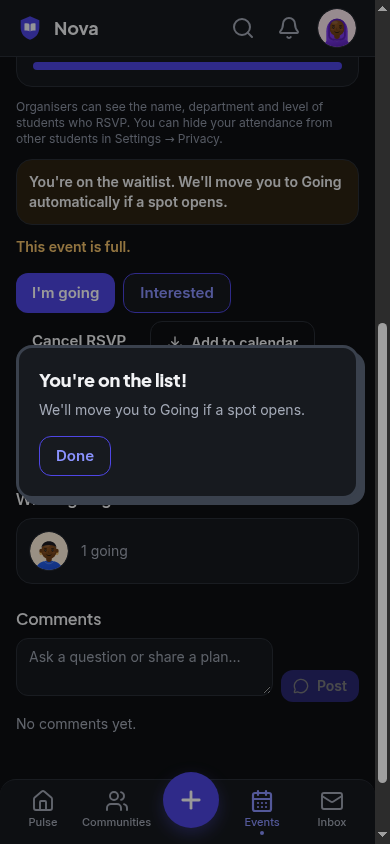 Nova
Organisers can see the name, department and level of
students who RSVP. You can hide your attendance from
other students in Settings → Privacy.
You're on the waitlist. We'll move you to Going
automatically if a spot opens.
This event is full.
I'm going
Interested
Cancel RSVP
Add to calendar
You're on the list!
We'll move you to Going if a spot opens.
Done
1 going
Comments
Ask a question or share a plan...
Post
No comments yet.
Pulse
Communities
Events
Inbox